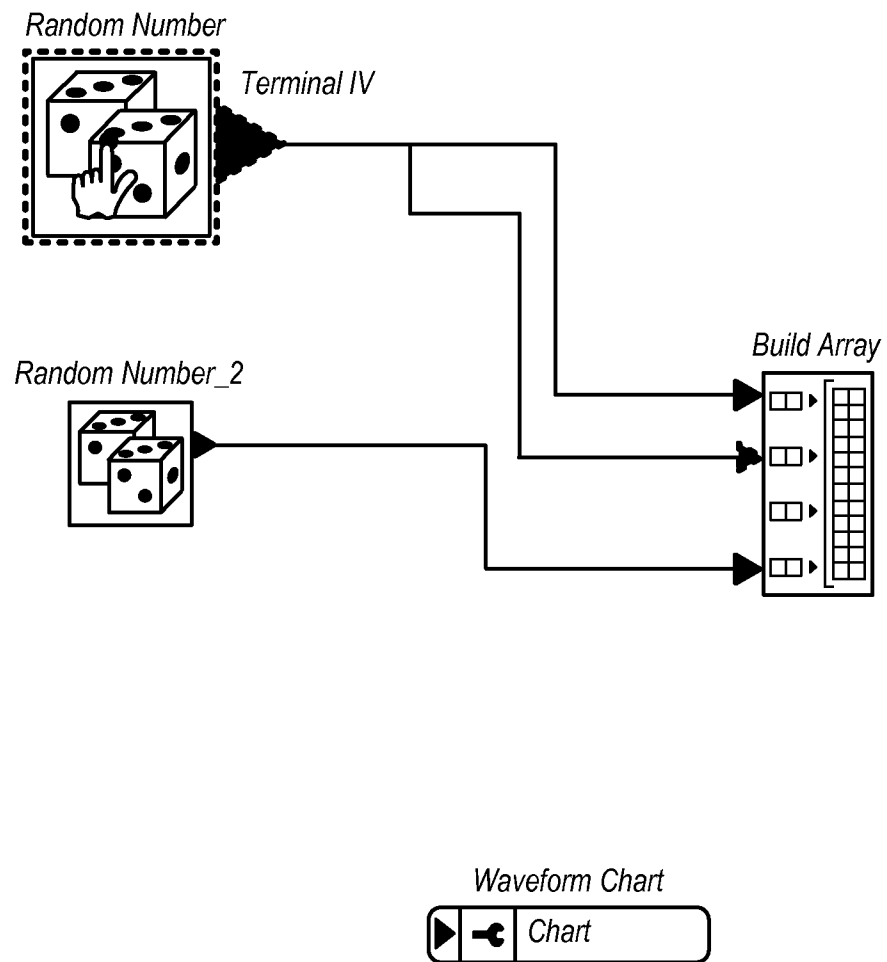 Random Number
Terminal IV
Build Array
Random Number_2
Waveform Chart
Chart